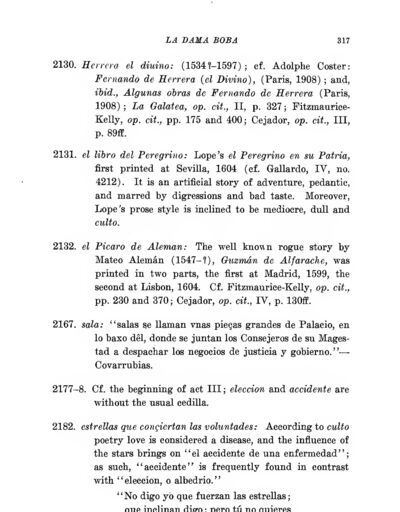 LA DAMA BOBA 317
2130. Herrera el diuino: (1534?–1597); cf. Adolphe Coster:
Fernando de Herrera (el Divino), (Paris, 1908); and,
ibid., Algunas obras de Fernando de Herrera (Paris,
1908); La Galatea, op. cit., II, p. 327; Fitzmaurice-
Kelly, op. cit., pp. 175 and 400; Cejador, op. cit., III,
p. 89ff.
2131. el libro del Peregrino: Lope's el Peregrino en su Patria,
first printed at Sevilla, 1604 (cf. Gallardo, IV, no.
4212). It is an artificial story of adventure, pedantic,
and marred by digressions and bad taste. Moreover,
Lope's prose style is inclined to be mediocre, dull and
culto.
2132. el Picaro de Aleman: The well known rogue story by
Mateo Alemán (1547–?), Guzmán de Alfarache, was
printed in two parts, the first at Madrid, 1599, the
second at Lisbon, 1604. Cf. Fitzmaurice-Kelly, op. cit.,
pp. 230 and 370; Cejador, op. cit., IV, p. 130ff.
2167. sala: "salas se llaman vnas pieças grandes de Palacio, en
lo baxo dêl, donde se juntan los Consejeros de su Mages-
tad a despachar los negocios de justicia y gobierno."—
Covarrubias.
2177–8. Cf. the beginning of act III; eleccion and accidente are
without the usual cedilla.
2182. estrellas que conçiertan las voluntades: According to culto
poetry love is considered a disease, and the influence of
the stars brings on "el accidente de una enfermedad";
as such, "accidente" is frequently found in contrast
with "eleccion, o albedrio."
"No digo yo que fuerzan las estrellas;
que inclinan digo; pero tú no quieres